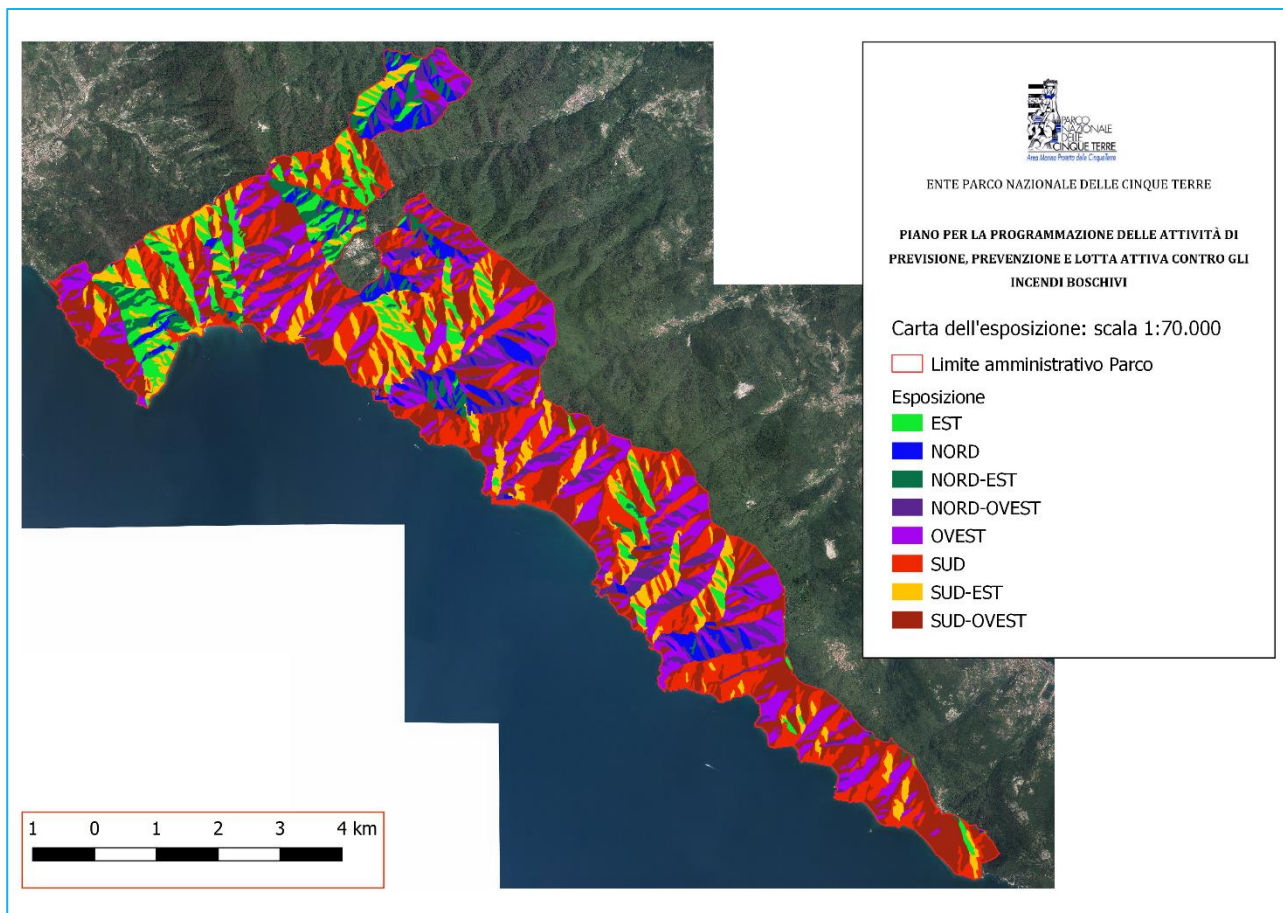 PARCO
NAZIONALE
DELLE
CINQUE TERRE
Area Marina Protetta delle Cinque Terre
ENTE PARCO NAZIONALE DELLE CINQUE TERRE
PIANO PER LA PROGRAMMAZIONE DELLE ATTIVITÀ DI
PREVISIONE, PREVENZIONE E LOTTA ATTIVA CONTRO GLI
INCENDI BOSCHIVI
Carta dell'esposizione: scala 1:70.000
Limite amministrativo Parco
Esposizione
EST
NORD
NORD-EST
NORD-OVEST
OVEST
SUD
SUD-EST
SUD-OVEST
1 0 1 2 3 4 km